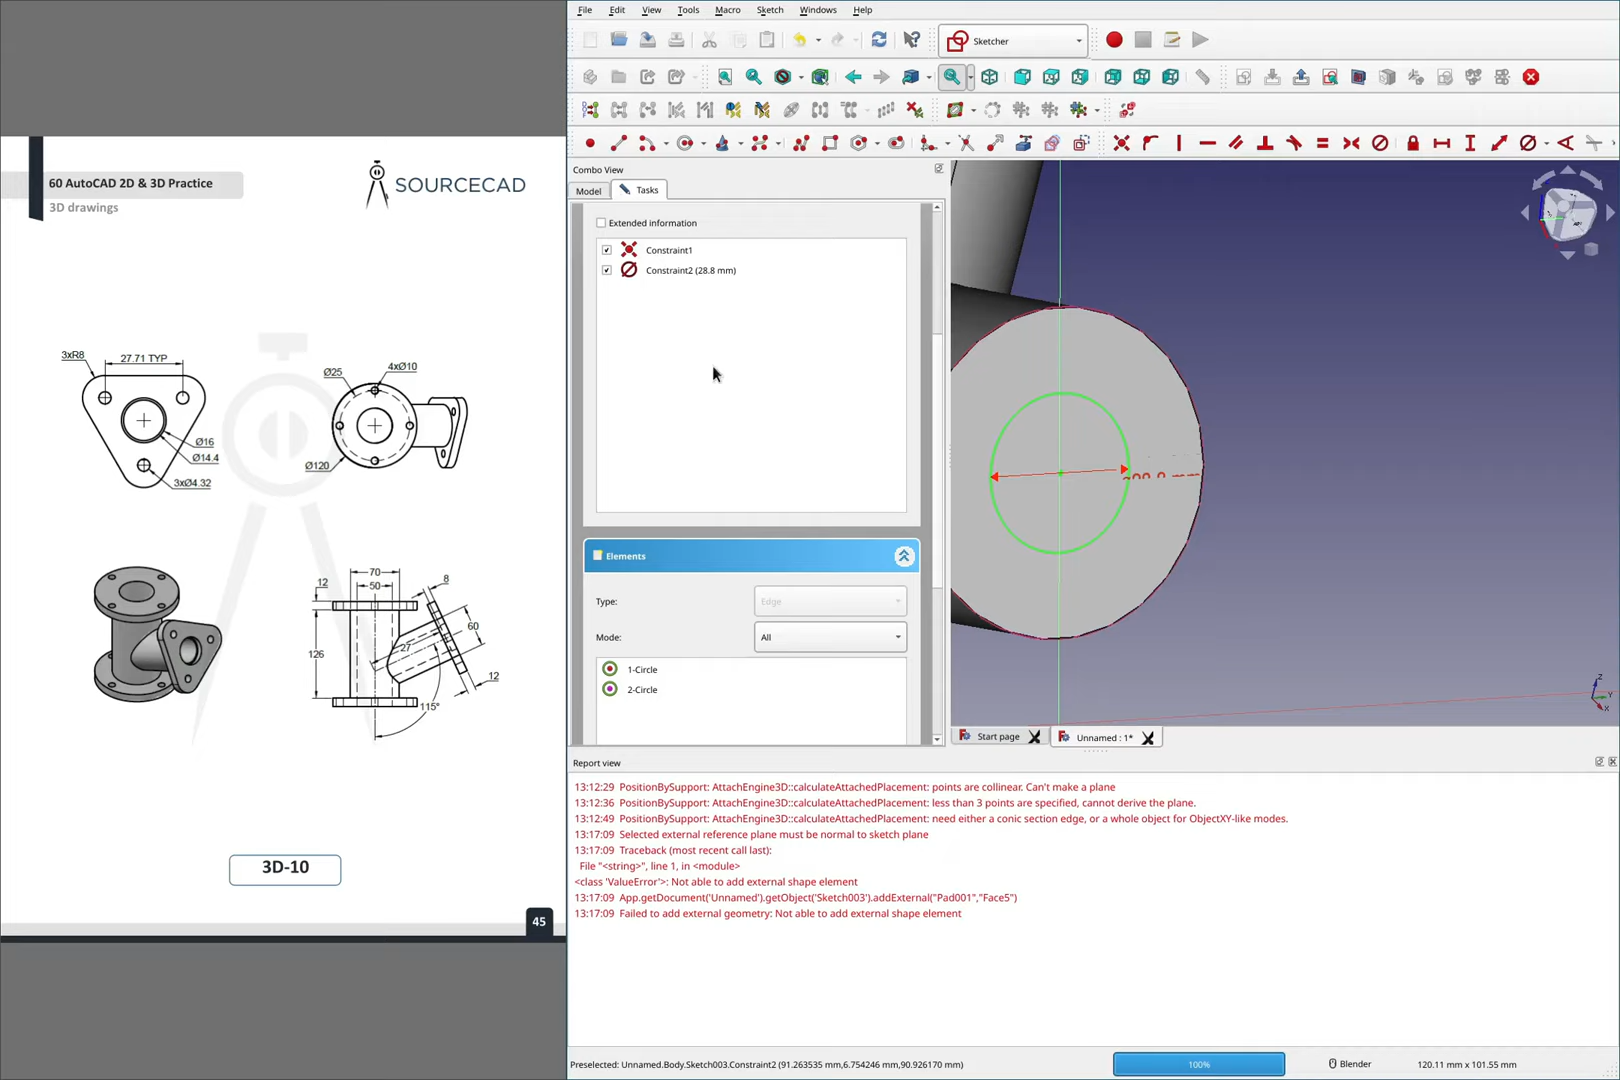 File Edit View Tools Macro Sketch Windows Help
Sketcher
60 AutoCAD 2D & 3D Practice
3D drawings
SOURCECAD
3xR8
27.71 TYP
Ø16
Ø14.4
3xØ4.32
Ø25
4xØ10
Ø120
12
70
50
8
126
27
60
12
115°
3D-10
45
Combo View
Model
Tasks
Extended information
Constraint1
Constraint2 (28.8 mm)
Elements
Type:
Edge
Mode:
All
1-Circle
2-Circle
Z
Y
X
Start page
Unnamed : 1*
Report view
13:12:29 PositionBySupport: AttachEngine3D::calculateAttachedPlacement: points are collinear. Can't make a plane
13:12:36 PositionBySupport: AttachEngine3D::calculateAttachedPlacement: less than 3 points are specified, cannot derive the plane.
13:12:49 PositionBySupport: AttachEngine3D::calculateAttachedPlacement: need either a conic section edge, or a whole object for ObjectXY-like modes.
13:17:09 Selected external reference plane must be normal to sketch plane
13:17:09 Traceback (most recent call last):
File "<string>", line 1, in <module>
<class 'ValueError'>: Not able to add external shape element
13:17:09 App.getDocument('Unnamed').getObject('Sketch003').addExternal("Pad001","Face5")
13:17:09 Failed to add external geometry: Not able to add external shape element
Preselected: Unnamed.Body.Sketch003.Constraint2 (91.263535 mm,6.754246 mm,90.926170 mm)
100%
Blender
120.11 mm x 101.55 mm